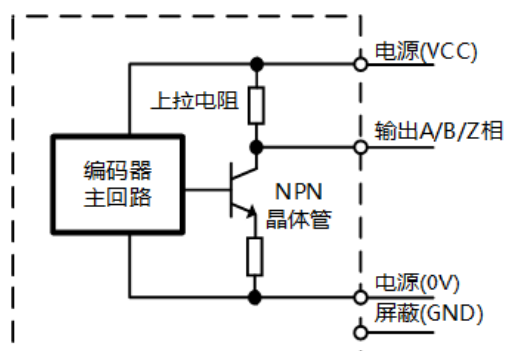 电源(VCC)
上拉电阻
输出A/B/Z相
编码器
主回路
NPN
晶体管
电源(0V)
屏蔽(GND)